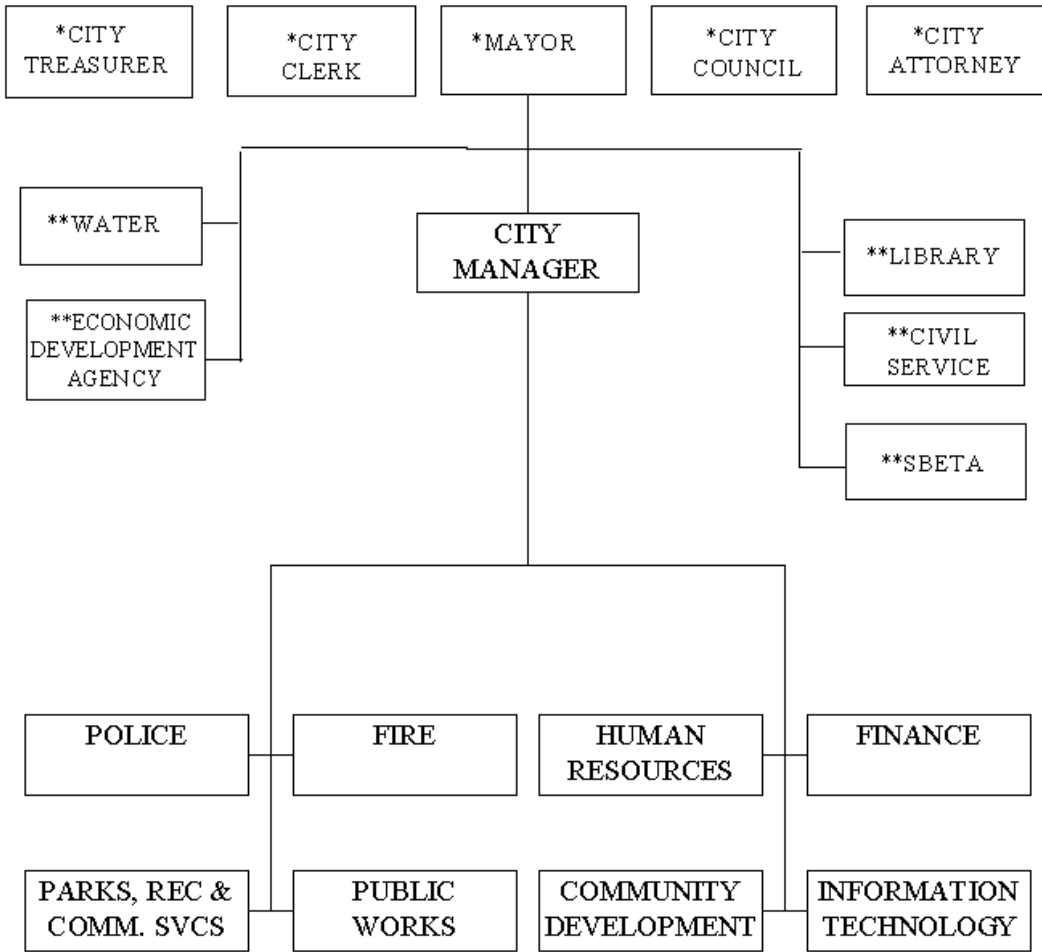 *CITY
TREASURER
*CITY
CLERK
*MAYOR
*CITY
COUNCIL
*CITY
ATTORNEY
**WATER
CITY
MANAGER
**LIBRARY
**ECONOMIC
DEVELOPMENT
AGENCY
**CIVIL
SERVICE
**SBETA
POLICE
FIRE
HUMAN
RESOURCES
FINANCE
PARKS, REC &
COMM. SVCS
PUBLIC
WORKS
COMMUNITY
DEVELOPMENT
INFORMATION
TECHNOLOGY